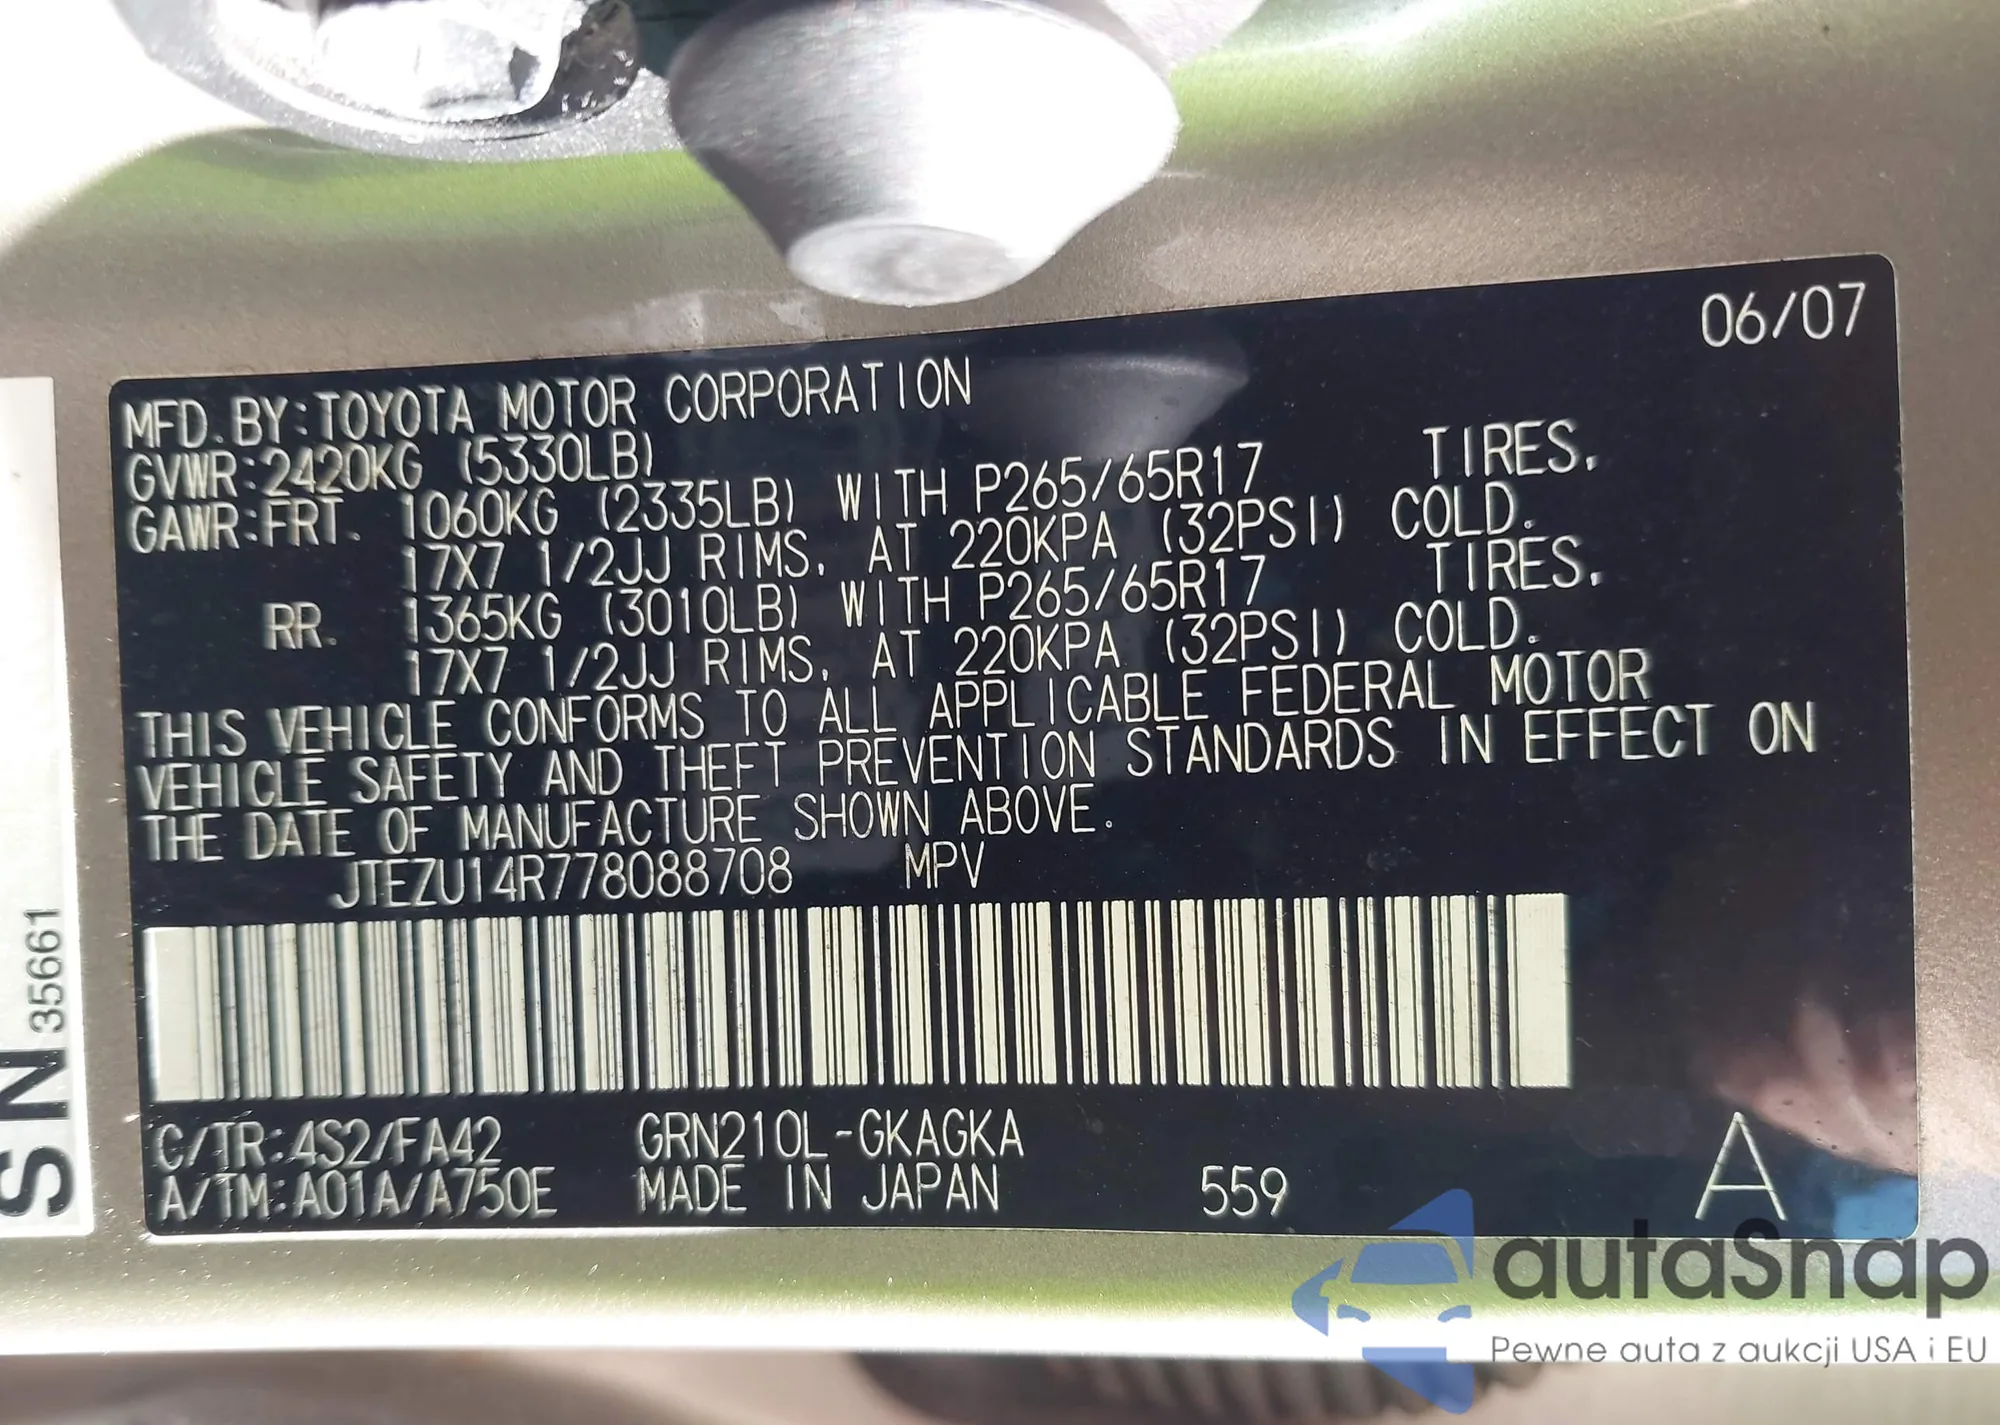 06/07
MFD. BY: TOYOTA MOTOR CORPORATION
GVWR: 2420KG (5330LB)
GAWR: FRT. 1060KG (2335LB) WITH P265/65R17 TIRES,
17X7 1/2JJ RIMS, AT 220KPA (32PSI) COLD.
RR. 1365KG (3010LB) WITH P265/65R17 TIRES,
17X7 1/2JJ RIMS, AT 220KPA (32PSI) COLD.
THIS VEHICLE CONFORMS TO ALL APPLICABLE FEDERAL MOTOR
VEHICLE SAFETY AND THEFT PREVENTION STANDARDS IN EFFECT ON
THE DATE OF MANUFACTURE SHOWN ABOVE.
JTEZU14R778088708 MPV
C/TR: 4S2/FA42 GRN210L-GKAGKA
A/TM: A01A/A750E MADE IN JAPAN 559 A
SN 35661
autaSnap
Pewne auta z aukcji USA i EU